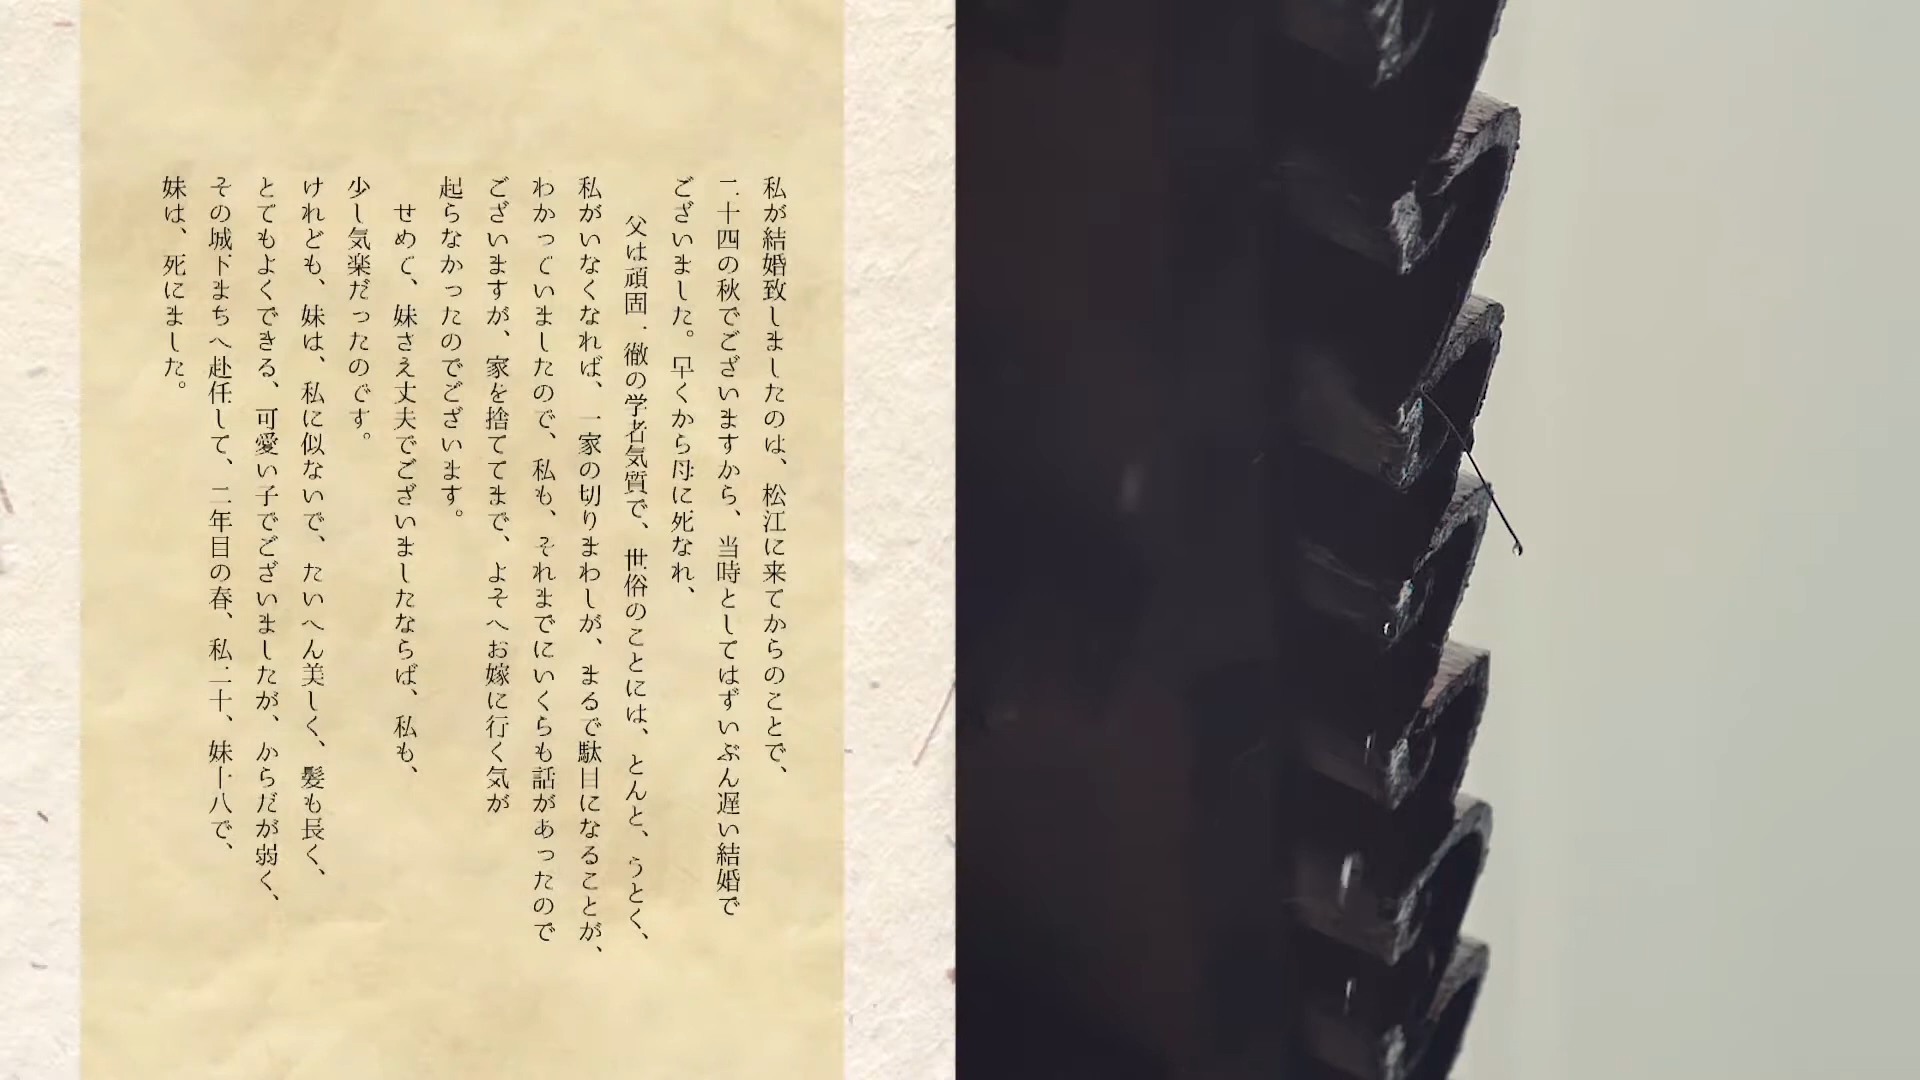 私が結婚致しましたのは、松江に来てからのことで、
二十四の秋でございますから、当時としてはずいぶん遅い結婚で
ございました。早くから母に死なれ、
父は頑固一徹の学者気質で、世俗のことには、とんと、うとく、
私がいなくなれば、一家の切りまわしが、まるで駄目になることが、
わかっていましたので、私も、それまでにいくらも話があったので
ございますが、家を捨ててまで、よそへお嫁に行く気が
起らなかったのでございます。
せめて、妹さえ丈夫でございましたならば、私も、
少し気楽だったのです。
けれども、妹は、私に似ないで、たいへん美しく、髪も長く、
とてもよくできる、可愛い子でございましたが、からだが弱く、
その城下まちへ赴任して、二年目の春、私二十、妹十八で、
妹は、死にました。